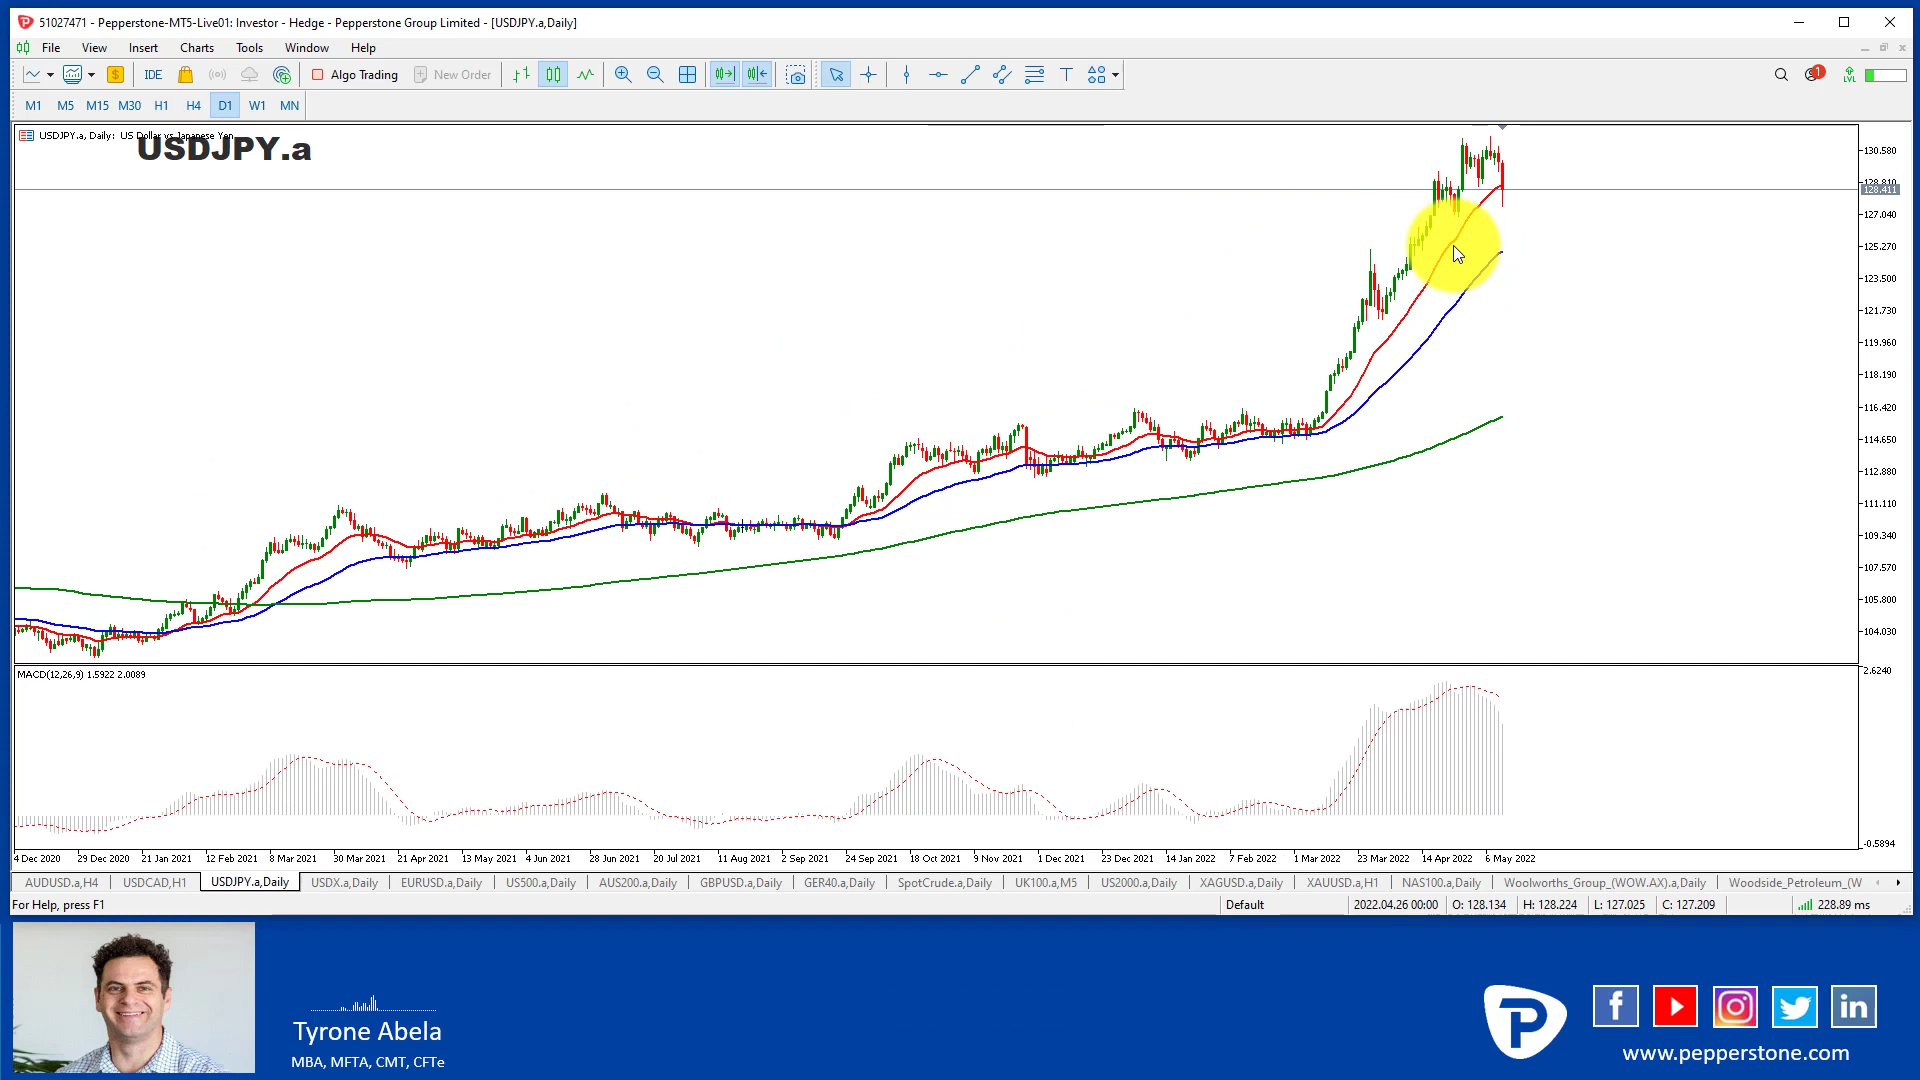 51027471 - Pepperstone-MT5-Live01: Investor - Hedge - Pepperstone Group Limited - [USDJPY.a,Daily]
File View Insert Charts Tools Window Help
IDE Algo Trading New Order 1 LVL
M1 M5 M15 M30 H1 H4 D1 W1 MN
USDJPY.a, Daily: US Dollar vs Japanese Yen
USDJPY.a
130.580
128.810
128.411
127.040
125.270
123.500
121.730
119.960
118.190
116.420
114.650
112.880
111.110
109.340
107.570
105.800
104.030
MACD(12,26,9) 1.5922 2.0089
2.6240
-0.5894
4 Dec 2020 29 Dec 2020 21 Jan 2021 12 Feb 2021 8 Mar 2021 30 Mar 2021 21 Apr 2021 13 May 2021 4 Jun 2021 28 Jun 2021 20 Jul 2021 11 Aug 2021 2 Sep 2021 24 Sep 2021 18 Oct 2021 9 Nov 2021 1 Dec 2021 23 Dec 2021 14 Jan 2022 7 Feb 2022 1 Mar 2022 23 Mar 2022 14 Apr 2022 6 May 2022
AUDUSD.a,H4 USDCAD,H1 USDJPY.a,Daily USDX.a,Daily EURUSD.a,Daily US500.a,Daily AUS200.a,Daily GBPUSD.a,Daily GER40.a,Daily SpotCrude.a,Daily UK100.a,M5 US2000.a,Daily XAGUSD.a,Daily XAUUSD.a,H1 NAS100.a,Daily Woolworths_Group_(WOW.AX).a,Daily Woodside_Petroleum_(W
For Help, press F1 Default 2022.04.26 00:00 O: 128.134 H: 128.224 L: 127.025 C: 127.209 228.89 ms
Tyrone Abela
MBA, MFTA, CMT, CFTe
www.pepperstone.com